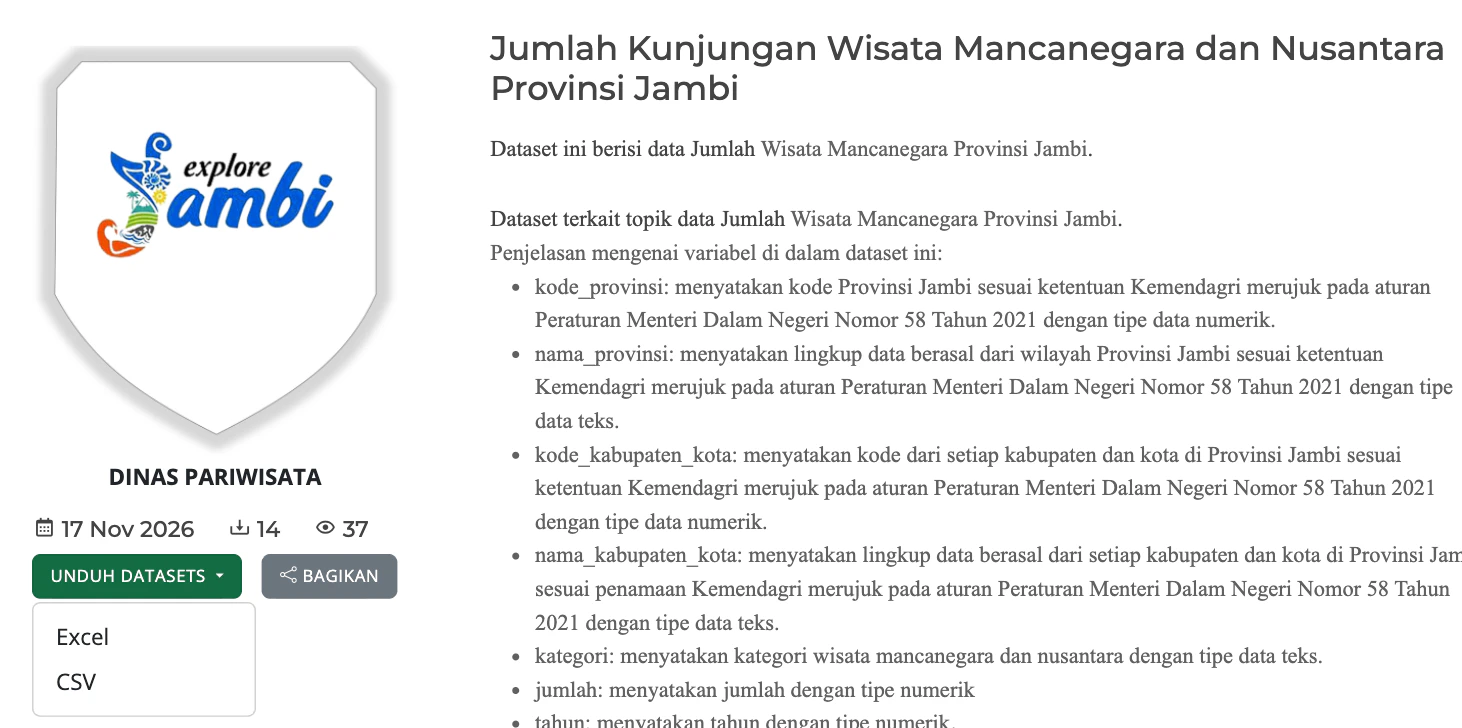 Jumlah Kunjungan Wisata Mancanegara dan Nusantara
Provinsi Jambi
explore
Jambi
Dataset ini berisi data Jumlah Wisata Mancanegara Provinsi Jambi.
Dataset terkait topik data Jumlah Wisata Mancanegara Provinsi Jambi.
Penjelasan mengenai variabel di dalam dataset ini:
• kode_provinsi: menyatakan kode Provinsi Jambi sesuai ketentuan Kemendagri merujuk pada aturan
Peraturan Menteri Dalam Negeri Nomor 58 Tahun 2021 dengan tipe data numerik.
• nama_provinsi: menyatakan lingkup data berasal dari wilayah Provinsi Jambi sesuai ketentuan
Kemendagri merujuk pada aturan Peraturan Menteri Dalam Negeri Nomor 58 Tahun 2021 dengan tipe
data teks.
• kode_kabupaten_kota: menyatakan kode dari setiap kabupaten dan kota di Provinsi Jambi sesuai
ketentuan Kemendagri merujuk pada aturan Peraturan Menteri Dalam Negeri Nomor 58 Tahun 2021
dengan tipe data numerik.
• nama_kabupaten_kota: menyatakan lingkup data berasal dari setiap kabupaten dan kota di Provinsi Jam
sesuai penamaan Kemendagri merujuk pada aturan Peraturan Menteri Dalam Negeri Nomor 58 Tahun
2021 dengan tipe data teks.
• kategori: menyatakan kategori wisata mancanegara dan nusantara dengan tipe data teks.
• jumlah: menyatakan jumlah dengan tipe numerik
• tahun: menyatakan tahun dengan tipe numerik.
DINAS PARIWISATA
17 Nov 2026 14 37
UNDUH DATASETS BAGIKAN
Excel
CSV